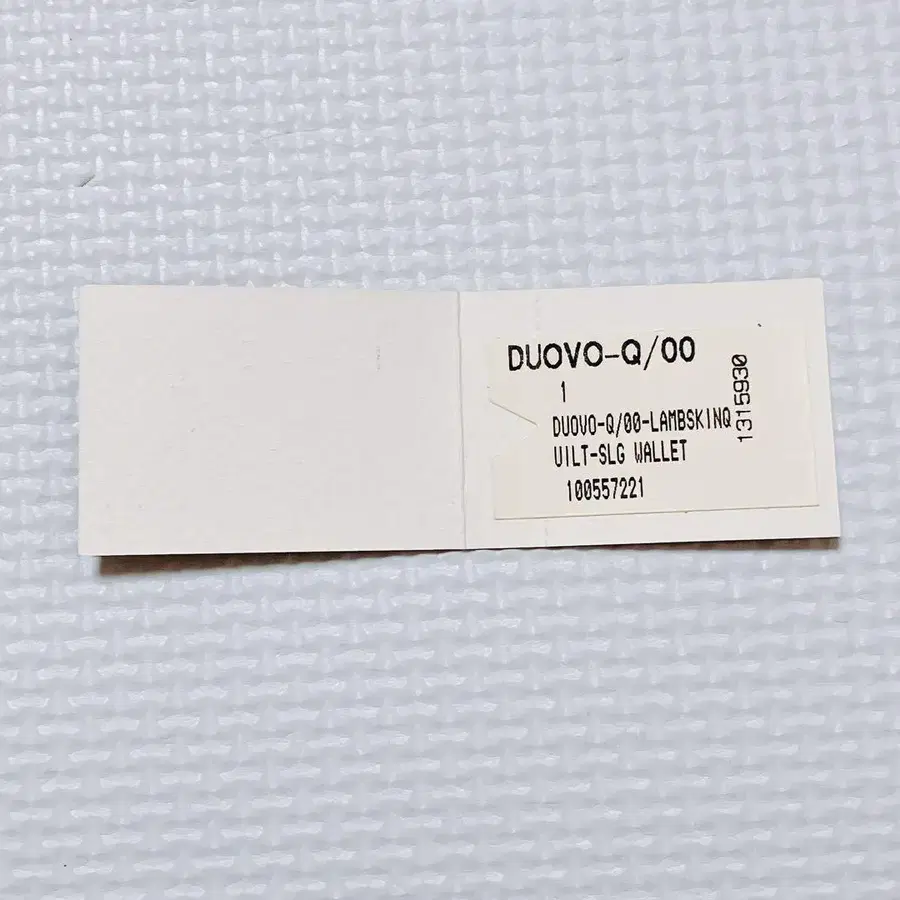 DUOVO-Q/00
1
DUOVO-Q/00-LAMBSKINQ
UILT-SLG WALLET
100557221
1315930